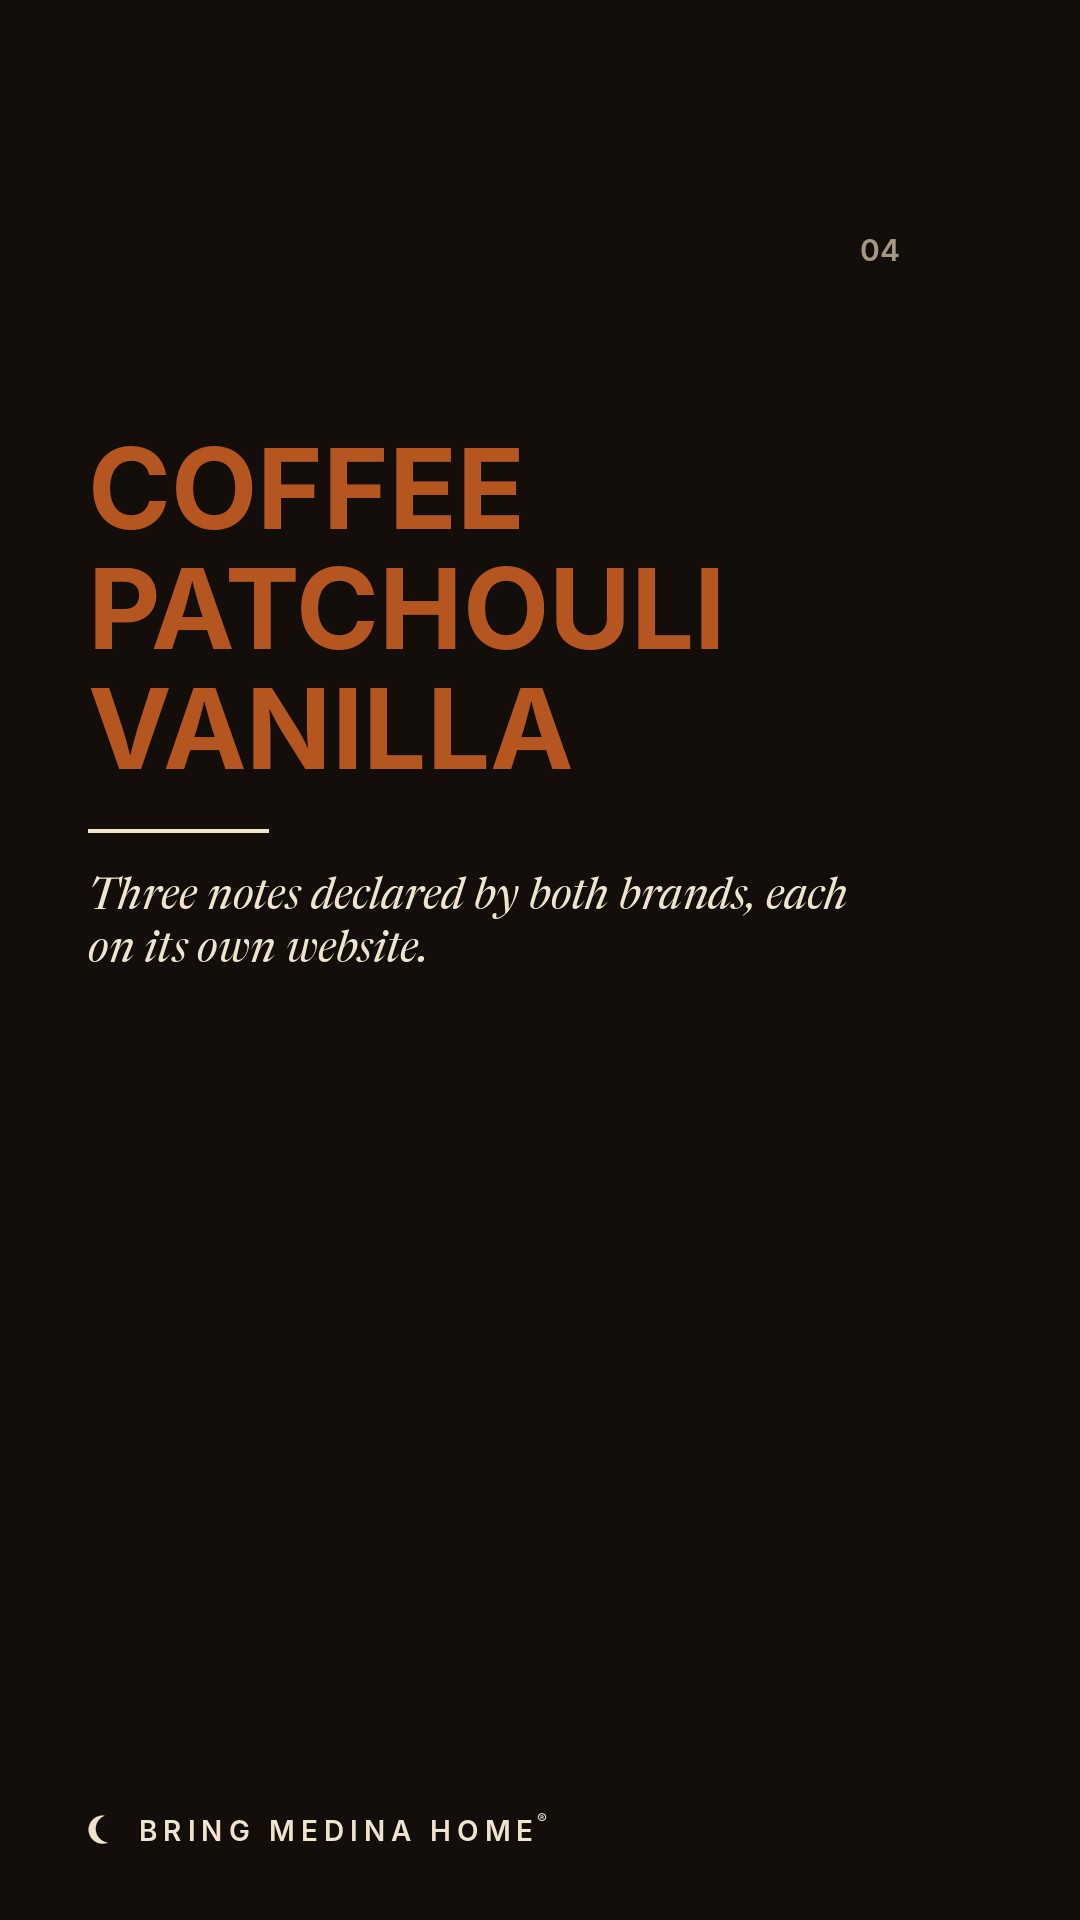 04
COFFEE
PATCHOULI
VANILLA
Three notes declared by both brands, each
on its own website.
BRING MEDINA HOME®